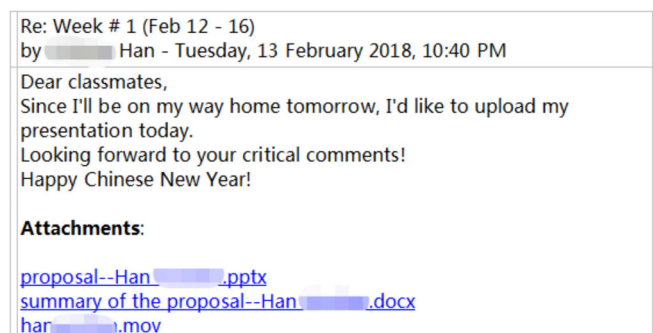 Re: Week # 1 (Feb 12 - 16)
by Han - Tuesday, 13 February 2018, 10:40 PM
Dear classmates,
Since I'll be on my way home tomorrow, I'd like to upload my
presentation today.
Looking forward to your critical comments!
Happy Chinese New Year!
Attachments:
proposal--Han .pptx
summary of the proposal--Han .docx
han .mov